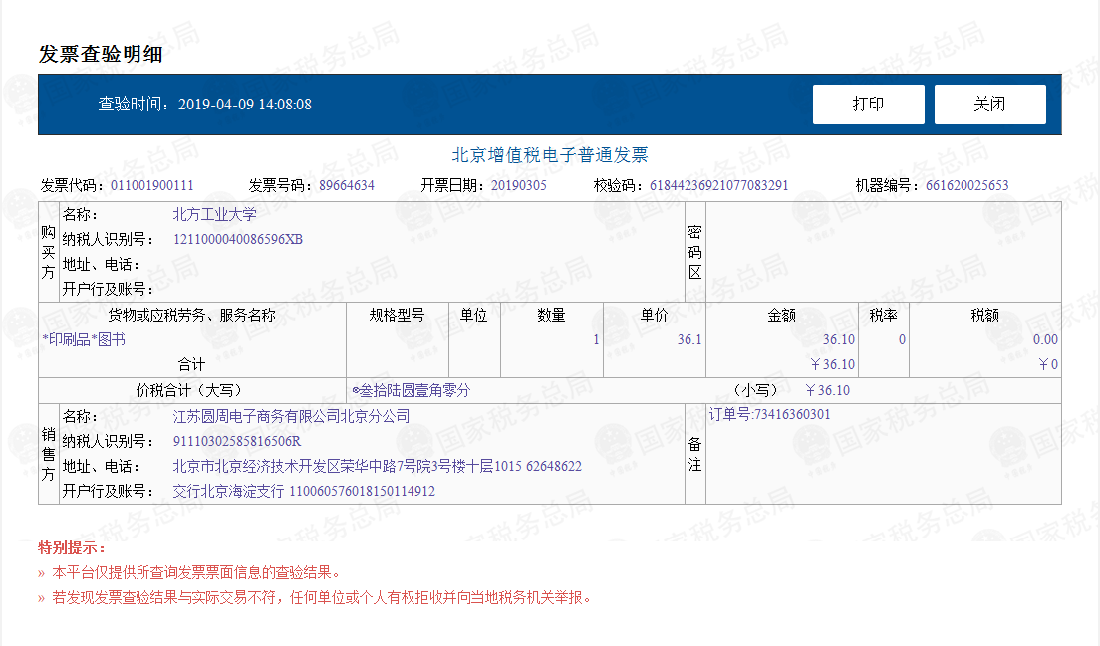 发票查验明细
查验时间：2019-04-09 14:08:08
打印
关闭
北京增值税电子普通发票
发票代码：011001900111 发票号码：89664634 开票日期：20190305 校验码：61844236921077083291 机器编号：661620025653
购买方
名称： 北方工业大学
纳税人识别号： 1211000040086596XB
地址、电话：
开户行及账号：
密码区
货物或应税劳务、服务名称 规格型号 单位 数量 单价 金额 税率 税额
*印刷品*图书 1 36.1 36.10 0 0.00
合计 ￥36.10 ￥0
价税合计（大写） ⊗叁拾陆圆壹角零分 （小写） ￥36.10
销售方
名称： 江苏圆周电子商务有限公司北京分公司
纳税人识别号： 91110302585816506R
地址、电话： 北京市北京经济技术开发区荣华中路7号院3号楼十层1015 62648622
开户行及账号： 交行北京海淀支行 110060576018150114912
备注
订单号:73416360301
特别提示：
» 本平台仅提供所查询发票票面信息的查验结果。
» 若发现发票查验结果与实际交易不符，任何单位或个人有权拒收并向当地税务机关举报。
国家税务总局